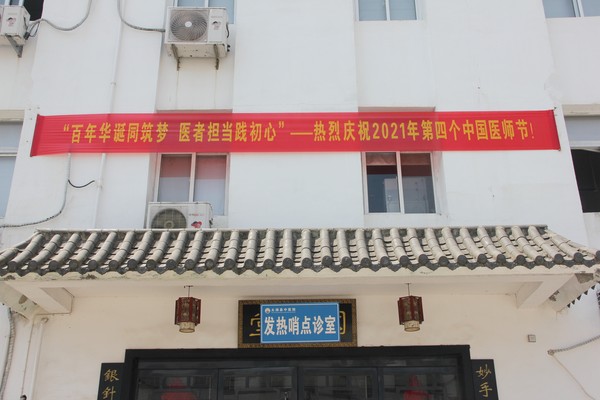 “百年华诞同筑梦 医者担当践初心”——热烈庆祝2021年第四个中国医师节！
发热哨点诊室
銀針
妙手